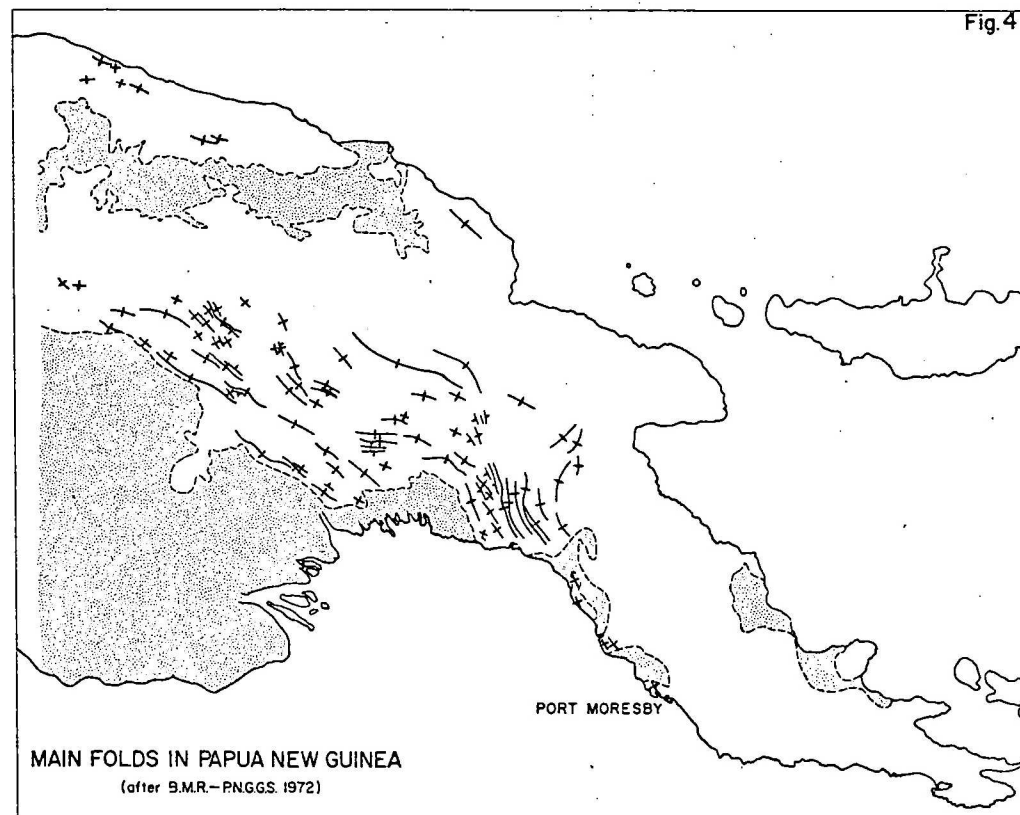 Fig. 4
PORT MORESBY
MAIN FOLDS IN PAPUA NEW GUINEA
(after B.M.R.-P.N.G.G.S. 1972)